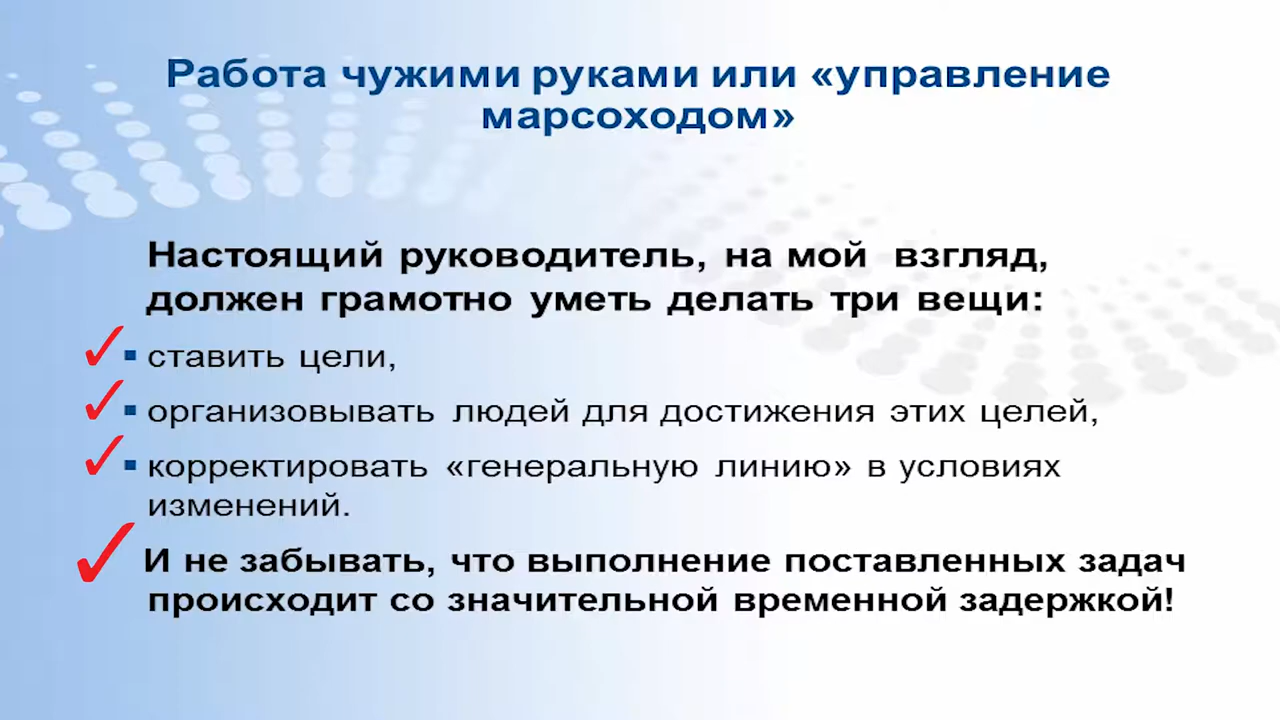 Работа чужими руками или «управление
марсоходом»
Настоящий руководитель, на мой взгляд,
должен грамотно уметь делать три вещи:
ставить цели,
организовывать людей для достижения этих целей,
корректировать «генеральную линию» в условиях
изменений.
И не забывать, что выполнение поставленных задач
происходит со значительной временной задержкой!